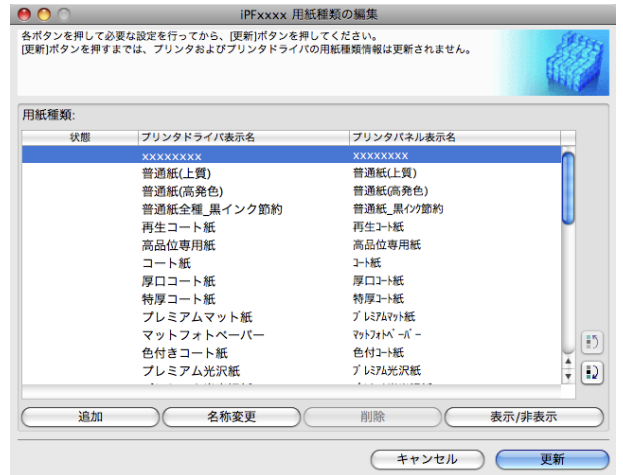 iPFxxxx 用紙種類の編集
各ボタンを押して必要な設定を行ってから、[更新]ボタンを押してください。
[更新]ボタンを押すまでは、プリンタおよびプリンタドライバの用紙種類情報は更新されません。
用紙種類:
状態 プリンタドライバ表示名 プリンタパネル表示名
xxxxxxxx xxxxxxxx
普通紙(上質) 普通紙(上質)
普通紙(高発色) 普通紙(高発色)
普通紙全種_黒インク節約 普通紙_黒インク節約
再生コート紙 再生コート紙
高品位専用紙 高品位専用紙
コート紙 コート紙
厚口コート紙 厚口コート紙
特厚コート紙 特厚コート紙
プレミアムマット紙 プレミアムマット紙
マットフォトペーパー マットフォトペーパー
色付きコート紙 色付コート紙
プレミアム光沢紙 プレミアム光沢紙
追加 名称変更 削除 表示/非表示
キャンセル 更新